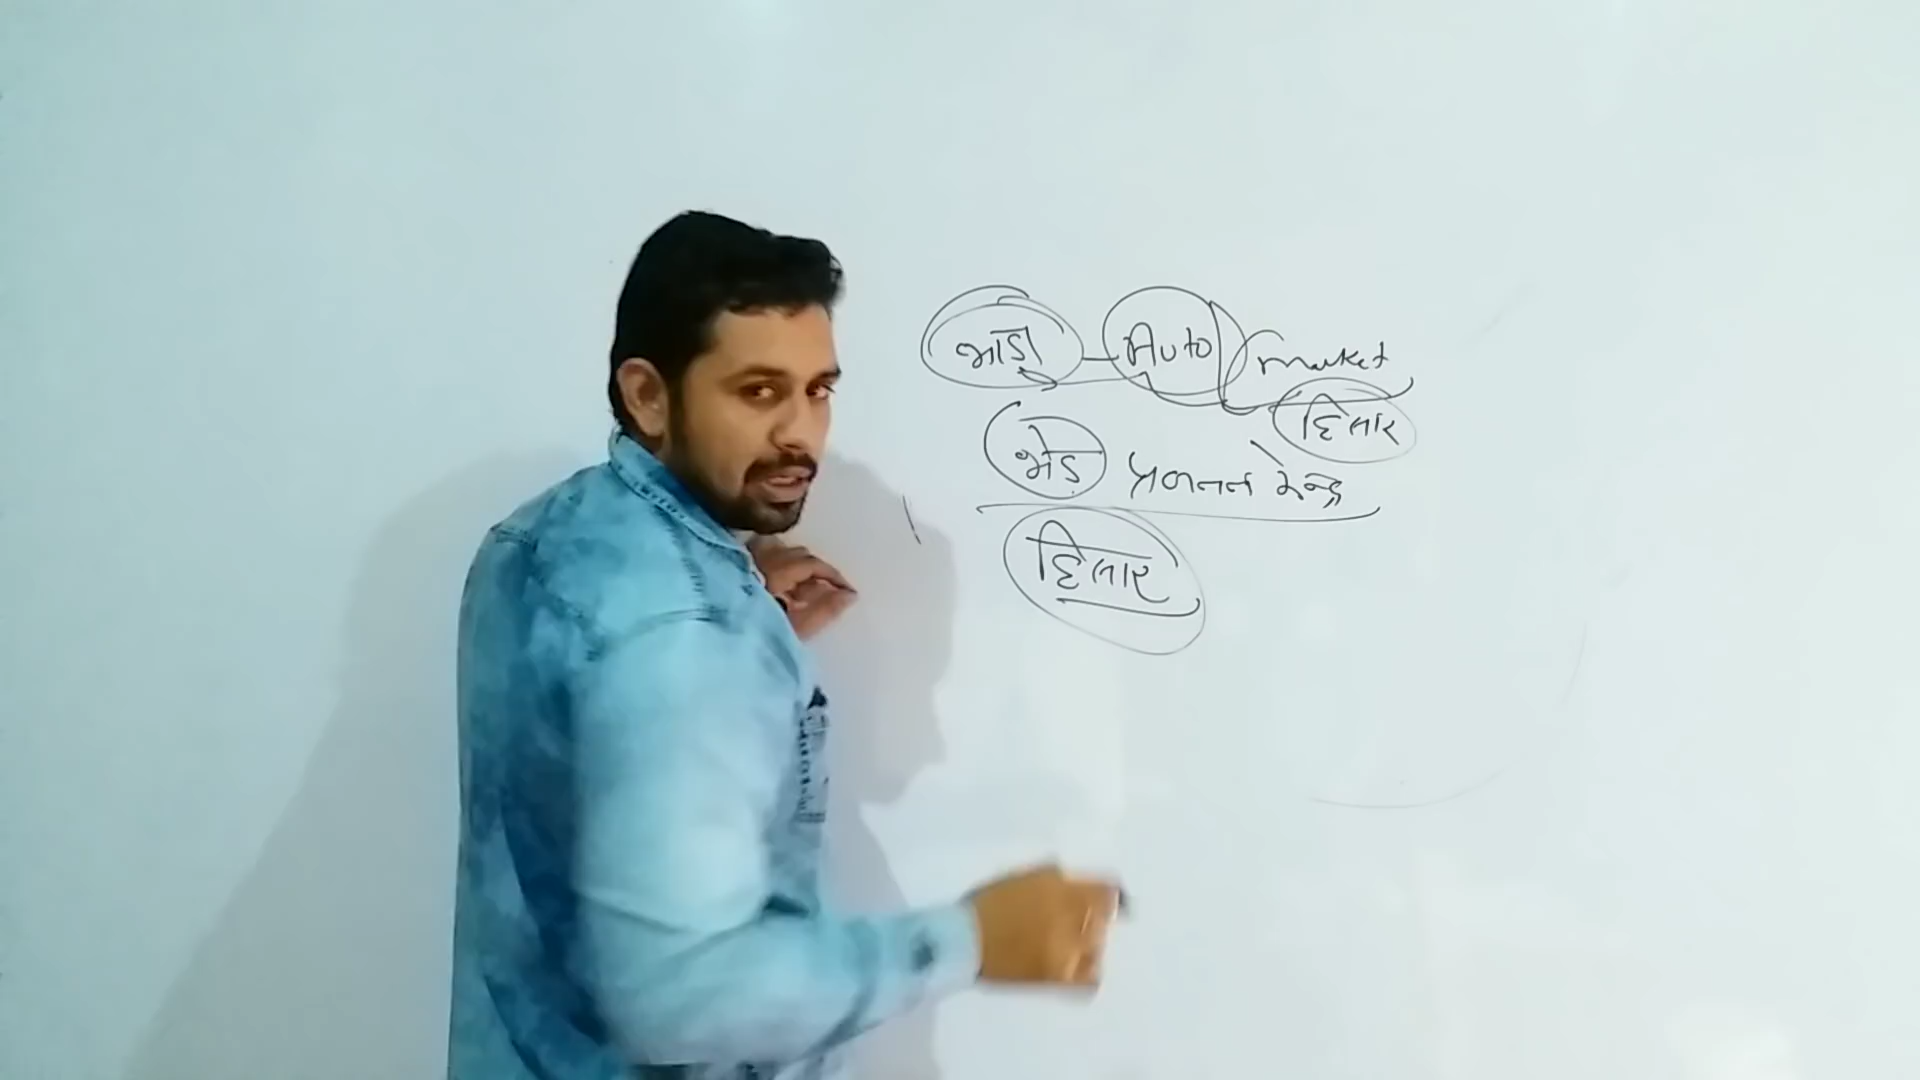 भाड़ा - Auto market
हिसार
भेड प्रजनन केन्द्र
हिसार